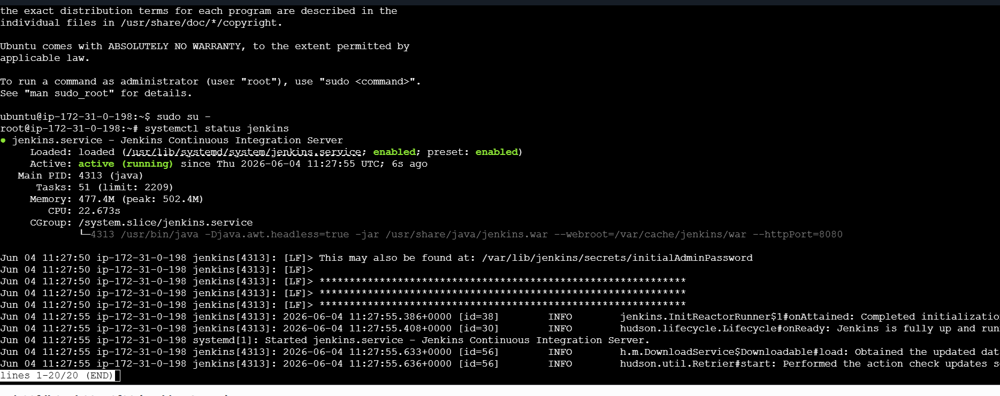 the exact distribution terms for each program are described in the
individual files in /usr/share/doc/*/copyright.
Ubuntu comes with ABSOLUTELY NO WARRANTY, to the extent permitted by
applicable law.
To run a command as administrator (user "root"), use "sudo <command>".
See "man sudo_root" for details.
ubuntu@ip-172-31-0-198:~$ sudo su -
root@ip-172-31-0-198:~# systemctl status jenkins
● jenkins.service - Jenkins Continuous Integration Server
Loaded: loaded (/usr/lib/systemd/system/jenkins.service; enabled; preset: enabled)
Active: active (running) since Thu 2026-06-04 11:27:55 UTC; 6s ago
Main PID: 4313 (java)
Tasks: 51 (limit: 2209)
Memory: 477.4M (peak: 502.4M)
CPU: 22.673s
CGroup: /system.slice/jenkins.service
└─4313 /usr/bin/java -Djava.awt.headless=true -jar /usr/share/java/jenkins.war --webroot=/var/cache/jenkins/war --httpPort=8080
Jun 04 11:27:50 ip-172-31-0-198 jenkins[4313]: [LF]> This may also be found at: /var/lib/jenkins/secrets/initialAdminPassword
Jun 04 11:27:50 ip-172-31-0-198 jenkins[4313]: [LF]>
Jun 04 11:27:50 ip-172-31-0-198 jenkins[4313]: [LF]> *************************************************************
Jun 04 11:27:50 ip-172-31-0-198 jenkins[4313]: [LF]> *************************************************************
Jun 04 11:27:50 ip-172-31-0-198 jenkins[4313]: [LF]> *************************************************************
Jun 04 11:27:55 ip-172-31-0-198 jenkins[4313]: 2026-06-04 11:27:55.386+0000 [id=38] INFO jenkins.InitReactorRunner$1#onAttained: Completed initializatio
Jun 04 11:27:55 ip-172-31-0-198 jenkins[4313]: 2026-06-04 11:27:55.408+0000 [id=30] INFO hudson.lifecycle.Lifecycle#onReady: Jenkins is fully up and run
Jun 04 11:27:55 ip-172-31-0-198 systemd[1]: Started jenkins.service - Jenkins Continuous Integration Server.
Jun 04 11:27:55 ip-172-31-0-198 jenkins[4313]: 2026-06-04 11:27:55.633+0000 [id=56] INFO h.m.DownloadService$Downloadable#load: Obtained the updated dat
Jun 04 11:27:55 ip-172-31-0-198 jenkins[4313]: 2026-06-04 11:27:55.636+0000 [id=56] INFO hudson.util.Retrier#start: Performed the action check updates s
lines 1-20/20 (END)